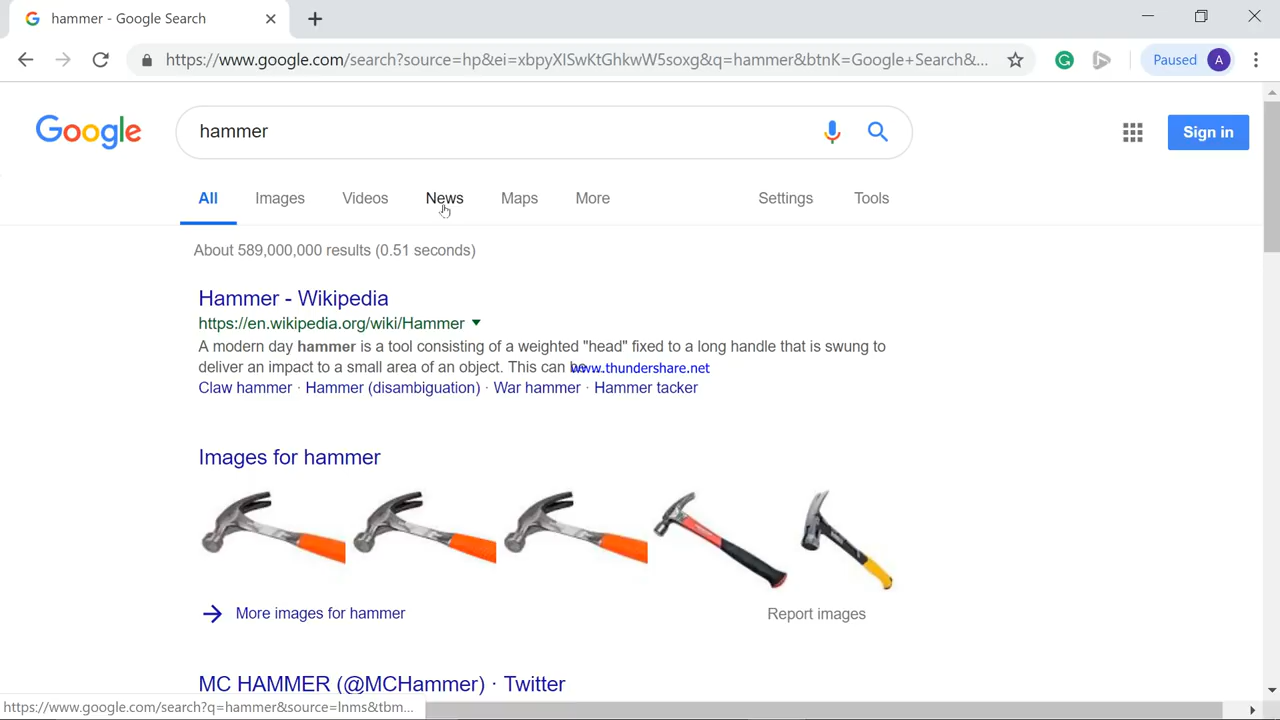 hammer - Google Search
https://www.google.com/search?source=hp&ei=xbpyXISwKtGhkwW5soxg&q=hammer&btnK=Google+Search&...
Paused A
Google hammer Sign in
All Images Videos News Maps More Settings Tools
About 589,000,000 results (0.51 seconds)
Hammer - Wikipedia
https://en.wikipedia.org/wiki/Hammer
A modern day hammer is a tool consisting of a weighted "head" fixed to a long handle that is swung to
deliver an impact to a small area of an object. This can be
www.thundershare.net
Claw hammer · Hammer (disambiguation) · War hammer · Hammer tacker
Images for hammer
More images for hammer Report images
MC HAMMER (@MCHammer) · Twitter
https://www.google.com/search?q=hammer&source=lnms&tbm...